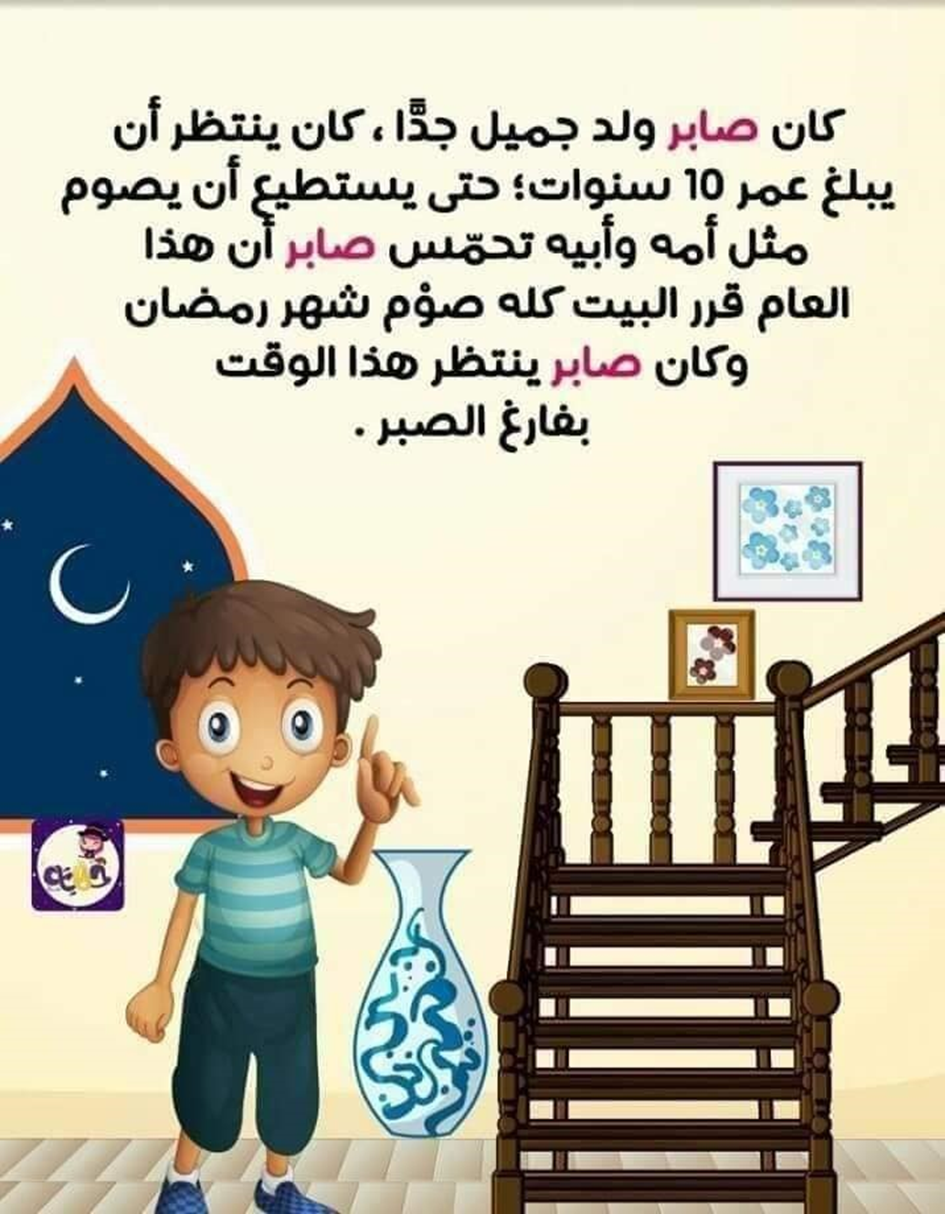 كان صابر ولد جميل جدًّا ، كان ينتظر أن
يبلغ عمر 10 سنوات؛ حتى يستطيع أن يصوم
مثل أمه وأبيه تحمّس صابر أن هذا
العام قرر البيت كله صوْم شهر رمضان
وكان صابر ينتظر هذا الوقت
بفارغ الصبر .